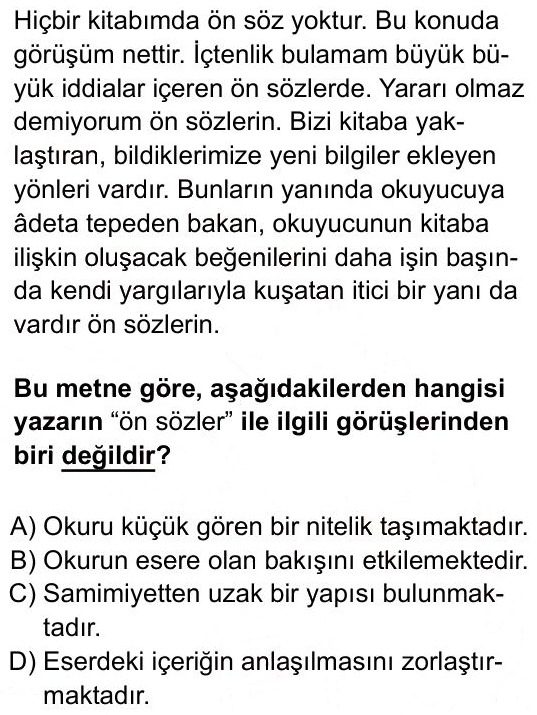 Hiçbir kitabımda ön söz yoktur. Bu konuda
görüşüm nettir. İçtenlik bulamam büyük bü-
yük iddialar içeren ön sözlerde. Yararı olmaz
demiyorum ön sözlerin. Bizi kitaba yak-
laştıran, bildiklerimize yeni bilgiler ekleyen
yönleri vardır. Bunların yanında okuyucuya
âdeta tepeden bakan, okuyucunun kitaba
ilişkin oluşacak beğenilerini daha işin başın-
da kendi yargılarıyla kuşatan itici bir yanı da
vardır ön sözlerin.
Bu metne göre, aşağıdakilerden hangisi
yazarın “ön sözler” ile ilgili görüşlerinden
biri değildir?
A) Okuru küçük gören bir nitelik taşımaktadır.
B) Okurun esere olan bakışını etkilemektedir.
C) Samimiyetten uzak bir yapısı bulunmak-
tadır.
D) Eserdeki içeriğin anlaşılmasını zorlaştır-
maktadır.